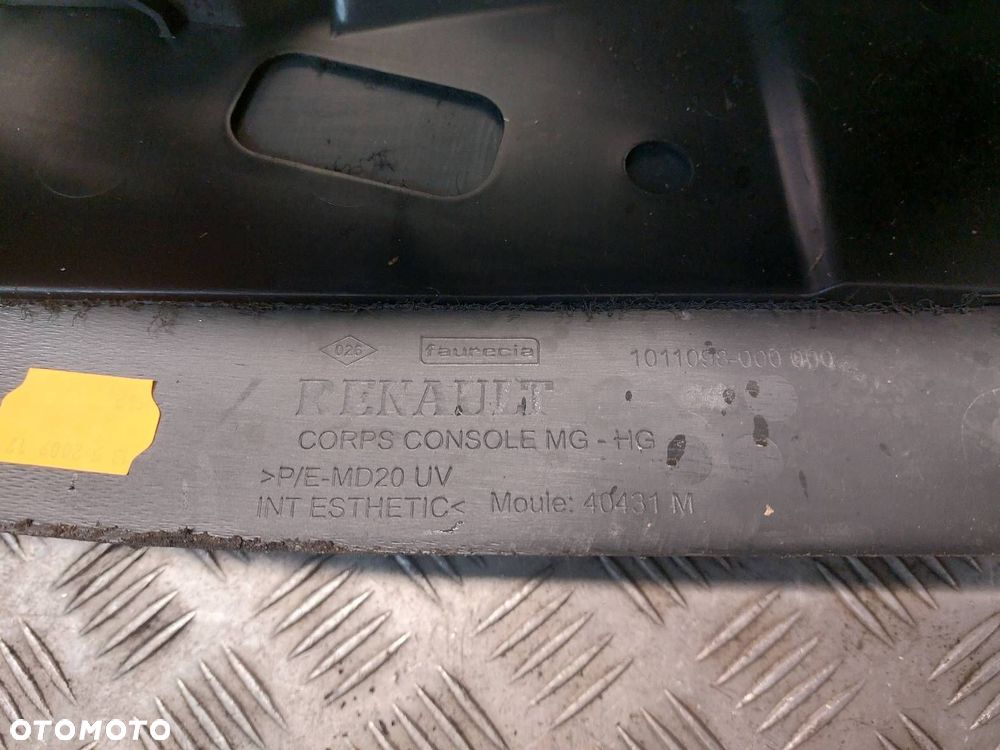 026 faurecia 1011098-000 000
RENAULT
CORPS CONSOLE MG - HG
>P/E-MD20 UV
INT ESTHETIC< Moule: 40431 M
OTOMOTO